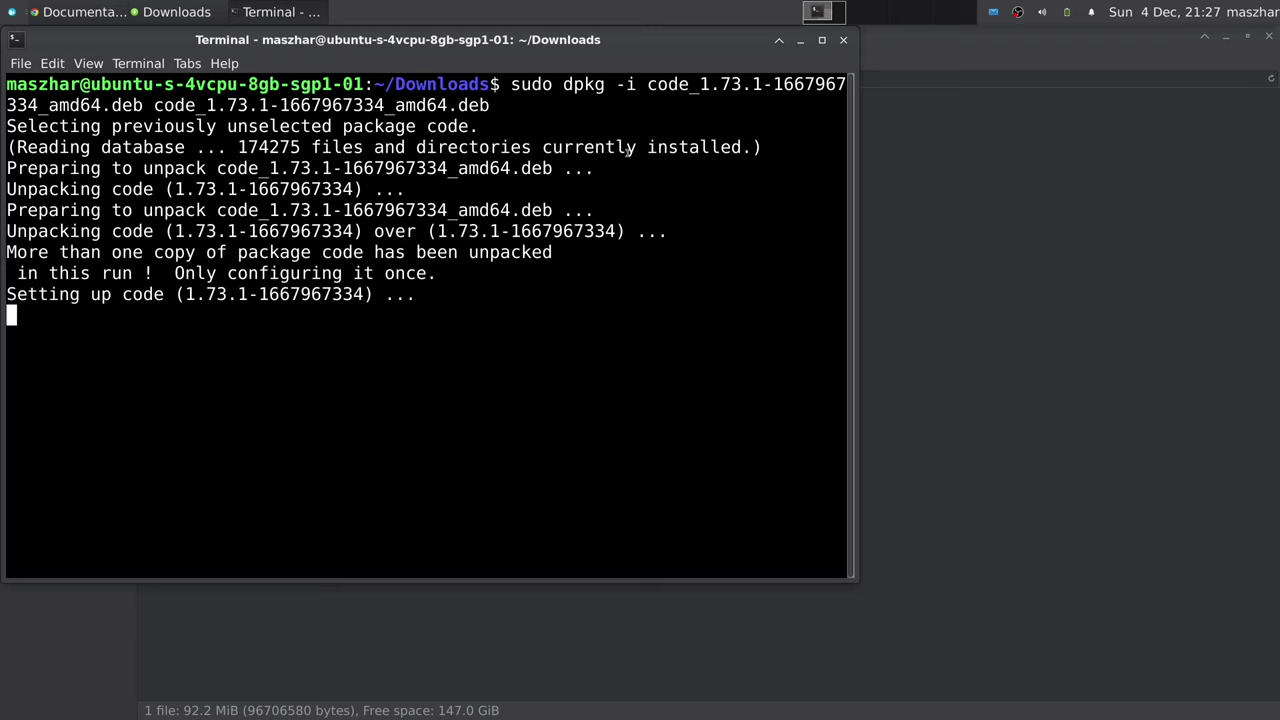 Documenta...
Downloads
Terminal - ...
Sun 4 Dec, 21:27 maszhar
Terminal - maszhar@ubuntu-s-4vcpu-8gb-sgp1-01: ~/Downloads
File Edit View Terminal Tabs Help
maszhar@ubuntu-s-4vcpu-8gb-sgp1-01:~/Downloads$ sudo dpkg -i code_1.73.1-1667967
334_amd64.deb code_1.73.1-1667967334_amd64.deb
Selecting previously unselected package code.
(Reading database ... 174275 files and directories currently installed.)
Preparing to unpack code_1.73.1-1667967334_amd64.deb ...
Unpacking code (1.73.1-1667967334) ...
Preparing to unpack code_1.73.1-1667967334_amd64.deb ...
Unpacking code (1.73.1-1667967334) over (1.73.1-1667967334) ...
More than one copy of package code has been unpacked
 in this run !  Only configuring it once.
Setting up code (1.73.1-1667967334) ...
1 file: 92.2 MiB (96706580 bytes), Free space: 147.0 GiB